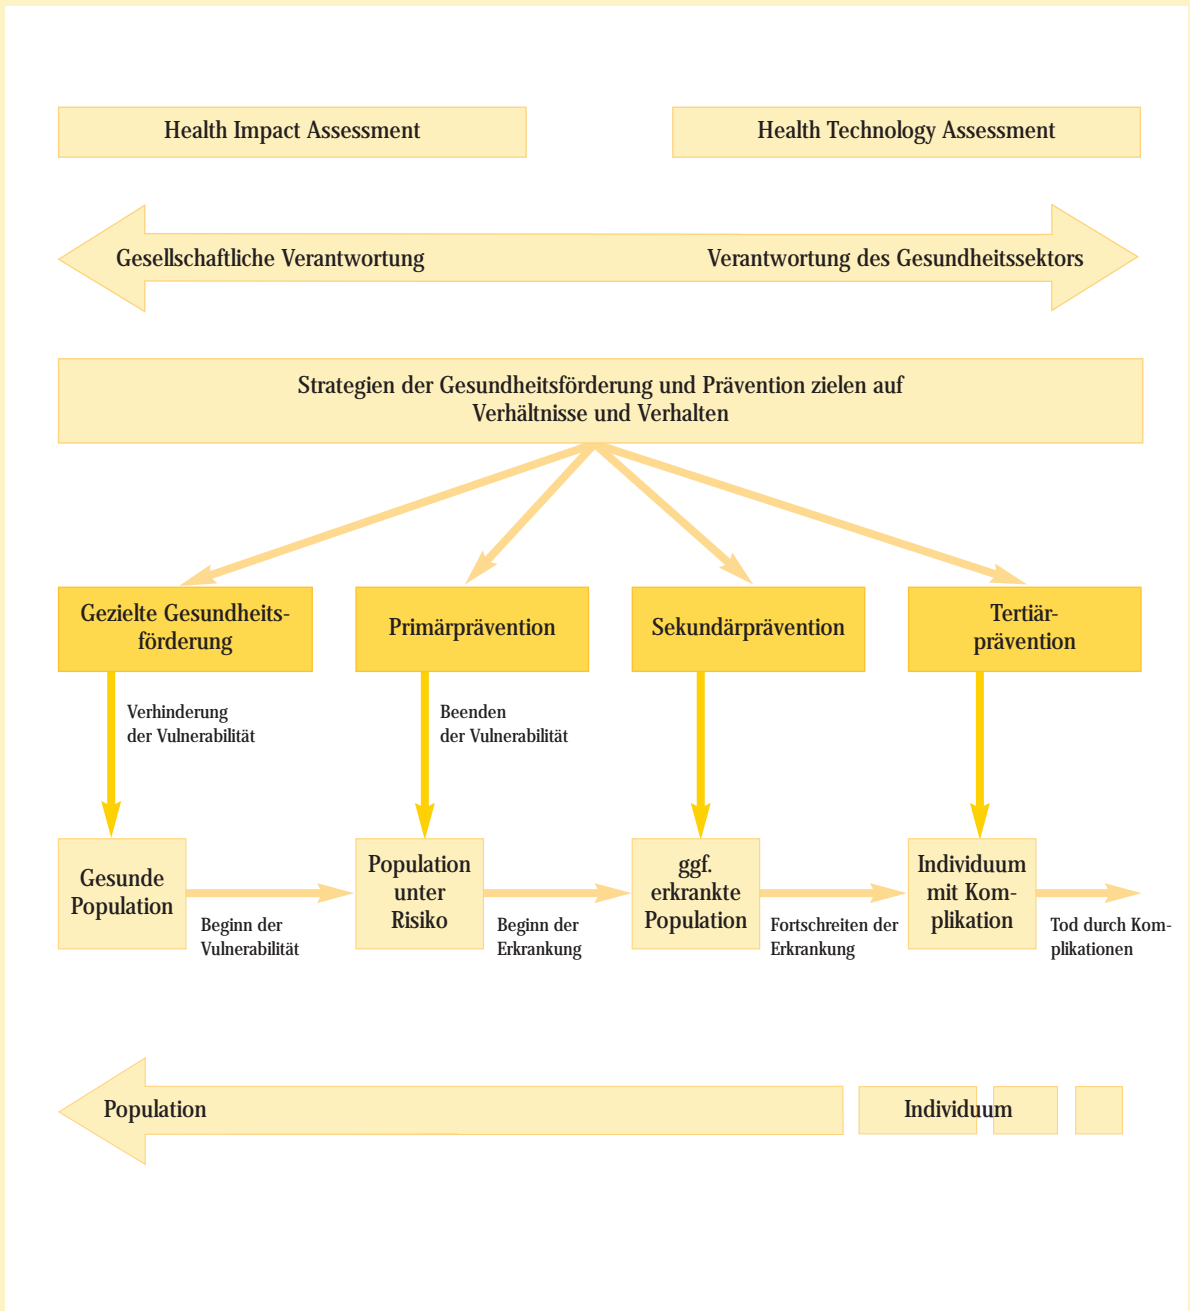 Health Impact Assessment
Health Technology Assessment
Gesellschaftliche Verantwortung
Verantwortung des Gesundheitssektors
Strategien der Gesundheitsförderung und Prävention zielen auf
Verhältnisse und Verhalten
Gezielte Gesundheits-
förderung
Primärprävention
Sekundärprävention
Tertiär-
prävention
Verhinderung
der Vulnerabilität
Beenden
der Vulnerabilität
Gesunde
Population
Beginn der
Vulnerabilität
Population
unter
Risiko
Beginn der
Erkrankung
ggf.
erkrankte
Population
Fortschreiten der
Erkrankung
Individuum
mit Kom-
plikation
Tod durch Kom-
plikationen
Population
Individuum